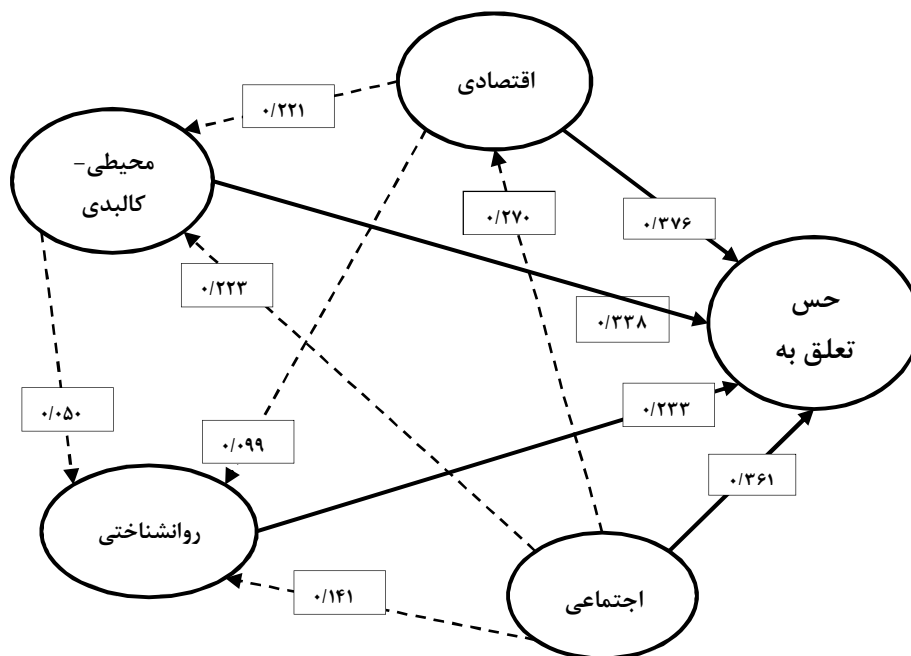 اقتصادی
۰/۲۲۱
محیطی-
کالبدی
۰/۲۷۰
۰/۳۷۶
۰/۲۲۳
حس
تعلق به
۰/۳۳۸
۰/۰۵۰
۰/۲۳۳
۰/۰۹۹
۰/۳۶۱
روانشناختی
۰/۱۴۱
اجتماعی